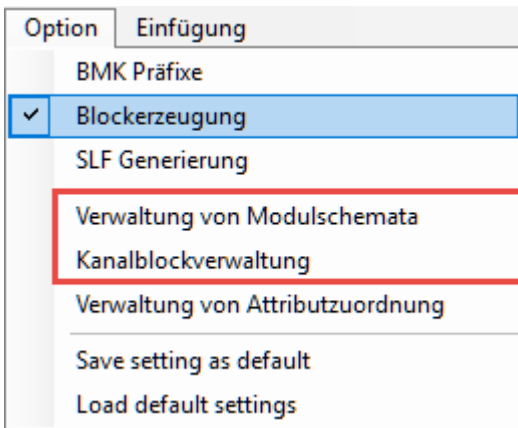 Option Einfügung
BMK Präfixe
Blockerzeugung
SLF Generierung
Verwaltung von Modulschemata
Kanalblockverwaltung
Verwaltung von Attributzuordnung
Save setting as default
Load default settings